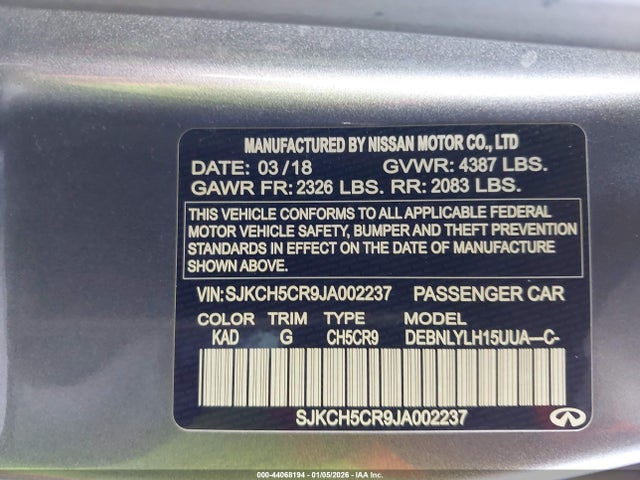 MANUFACTURED BY NISSAN MOTOR CO., LTD
DATE: 03/18 GVWR: 4387 LBS.
GAWR FR: 2326 LBS. RR: 2083 LBS.
THIS VEHICLE CONFORMS TO ALL APPLICABLE FEDERAL
MOTOR VEHICLE SAFETY, BUMPER AND THEFT PREVENTION
STANDARDS IN EFFECT ON THE DATE OF MANUFACTURE
SHOWN ABOVE.
VIN:SJKCH5CR9JA002237 PASSENGER CAR
COLOR TRIM TYPE MODEL
KAD G CH5CR9 DEBNLYLH15UUA—C-
SJKCH5CR9JA002237
000-44068194 - 01/05/2026 - IAA Inc.